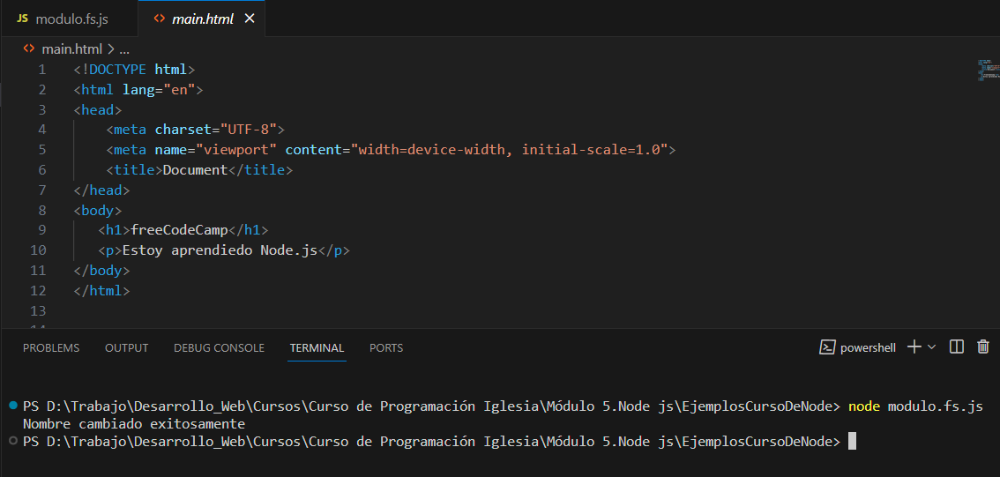 JS modulo.fs.js <> main.html ×
<> main.html > ...
1 <!DOCTYPE html>
2 <html lang="en">
3 <head>
4 <meta charset="UTF-8">
5 <meta name="viewport" content="width=device-width, initial-scale=1.0">
6 <title>Document</title>
7 </head>
8 <body>
9 <h1>freeCodeCamp</h1>
10 <p>Estoy aprendiedo Node.js</p>
11 </body>
12 </html>
13
PROBLEMS OUTPUT DEBUG CONSOLE TERMINAL PORTS powershell
PS D:\Trabajo\Desarrollo_Web\Cursos\Curso de Programación Iglesia\Módulo 5.Node js\EjemplosCursoDeNode> node modulo.fs.js
Nombre cambiado exitosamente
PS D:\Trabajo\Desarrollo_Web\Cursos\Curso de Programación Iglesia\Módulo 5.Node js\EjemplosCursoDeNode>